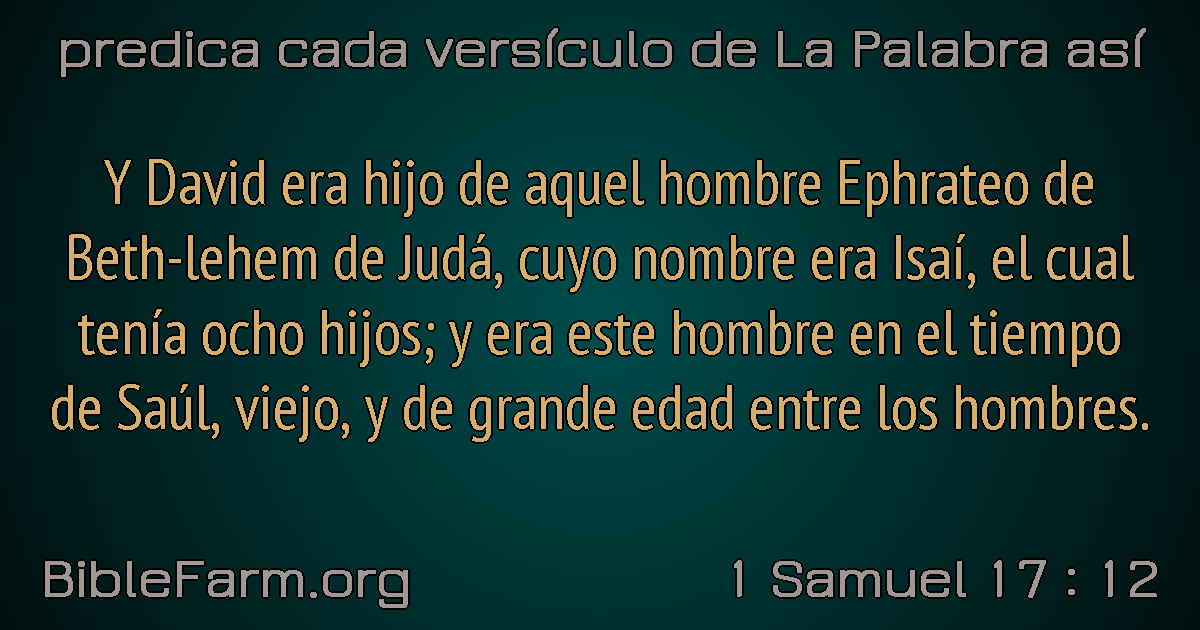 predica cada versículo de La Palabra así
Y David era hijo de aquel hombre Ephrateo de
Beth-lehem de Judá, cuyo nombre era Isaí, el cual
tenía ocho hijos; y era este hombre en el tiempo
de Saúl, viejo, y de grande edad entre los hombres.
BibleFarm.org
1 Samuel 17 : 12